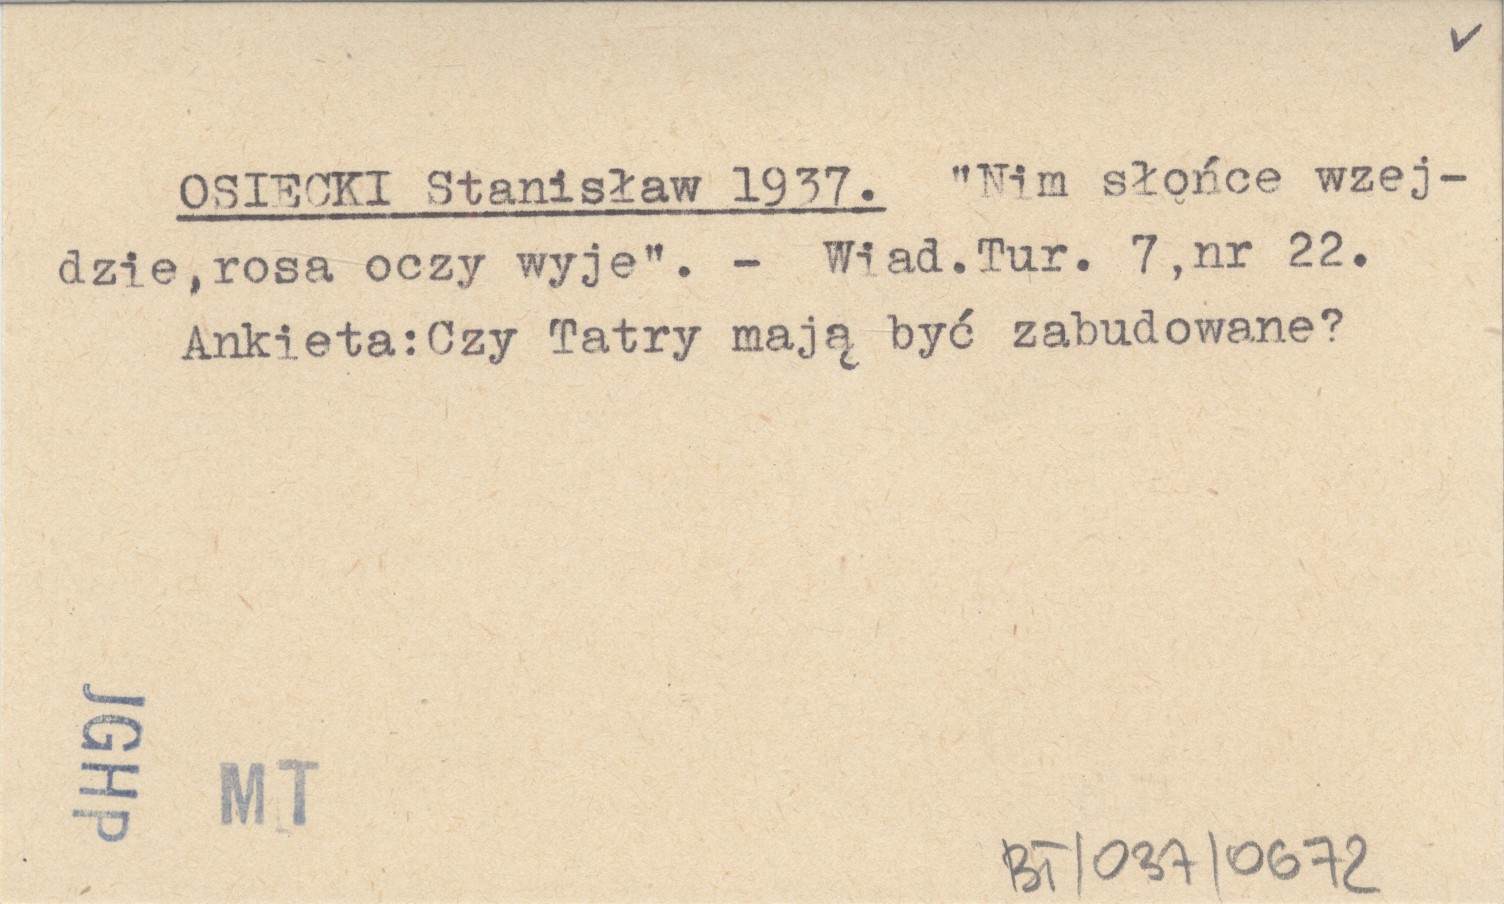 OSIECKI Stanisław 1937. "Nim słońce wzej-
dzie,rosa oczy wyje". - Wiad.Tur. 7,nr 22.
Ankieta:Czy Tatry mają być zabudowane?
JGHP
MT
BT/037/0672